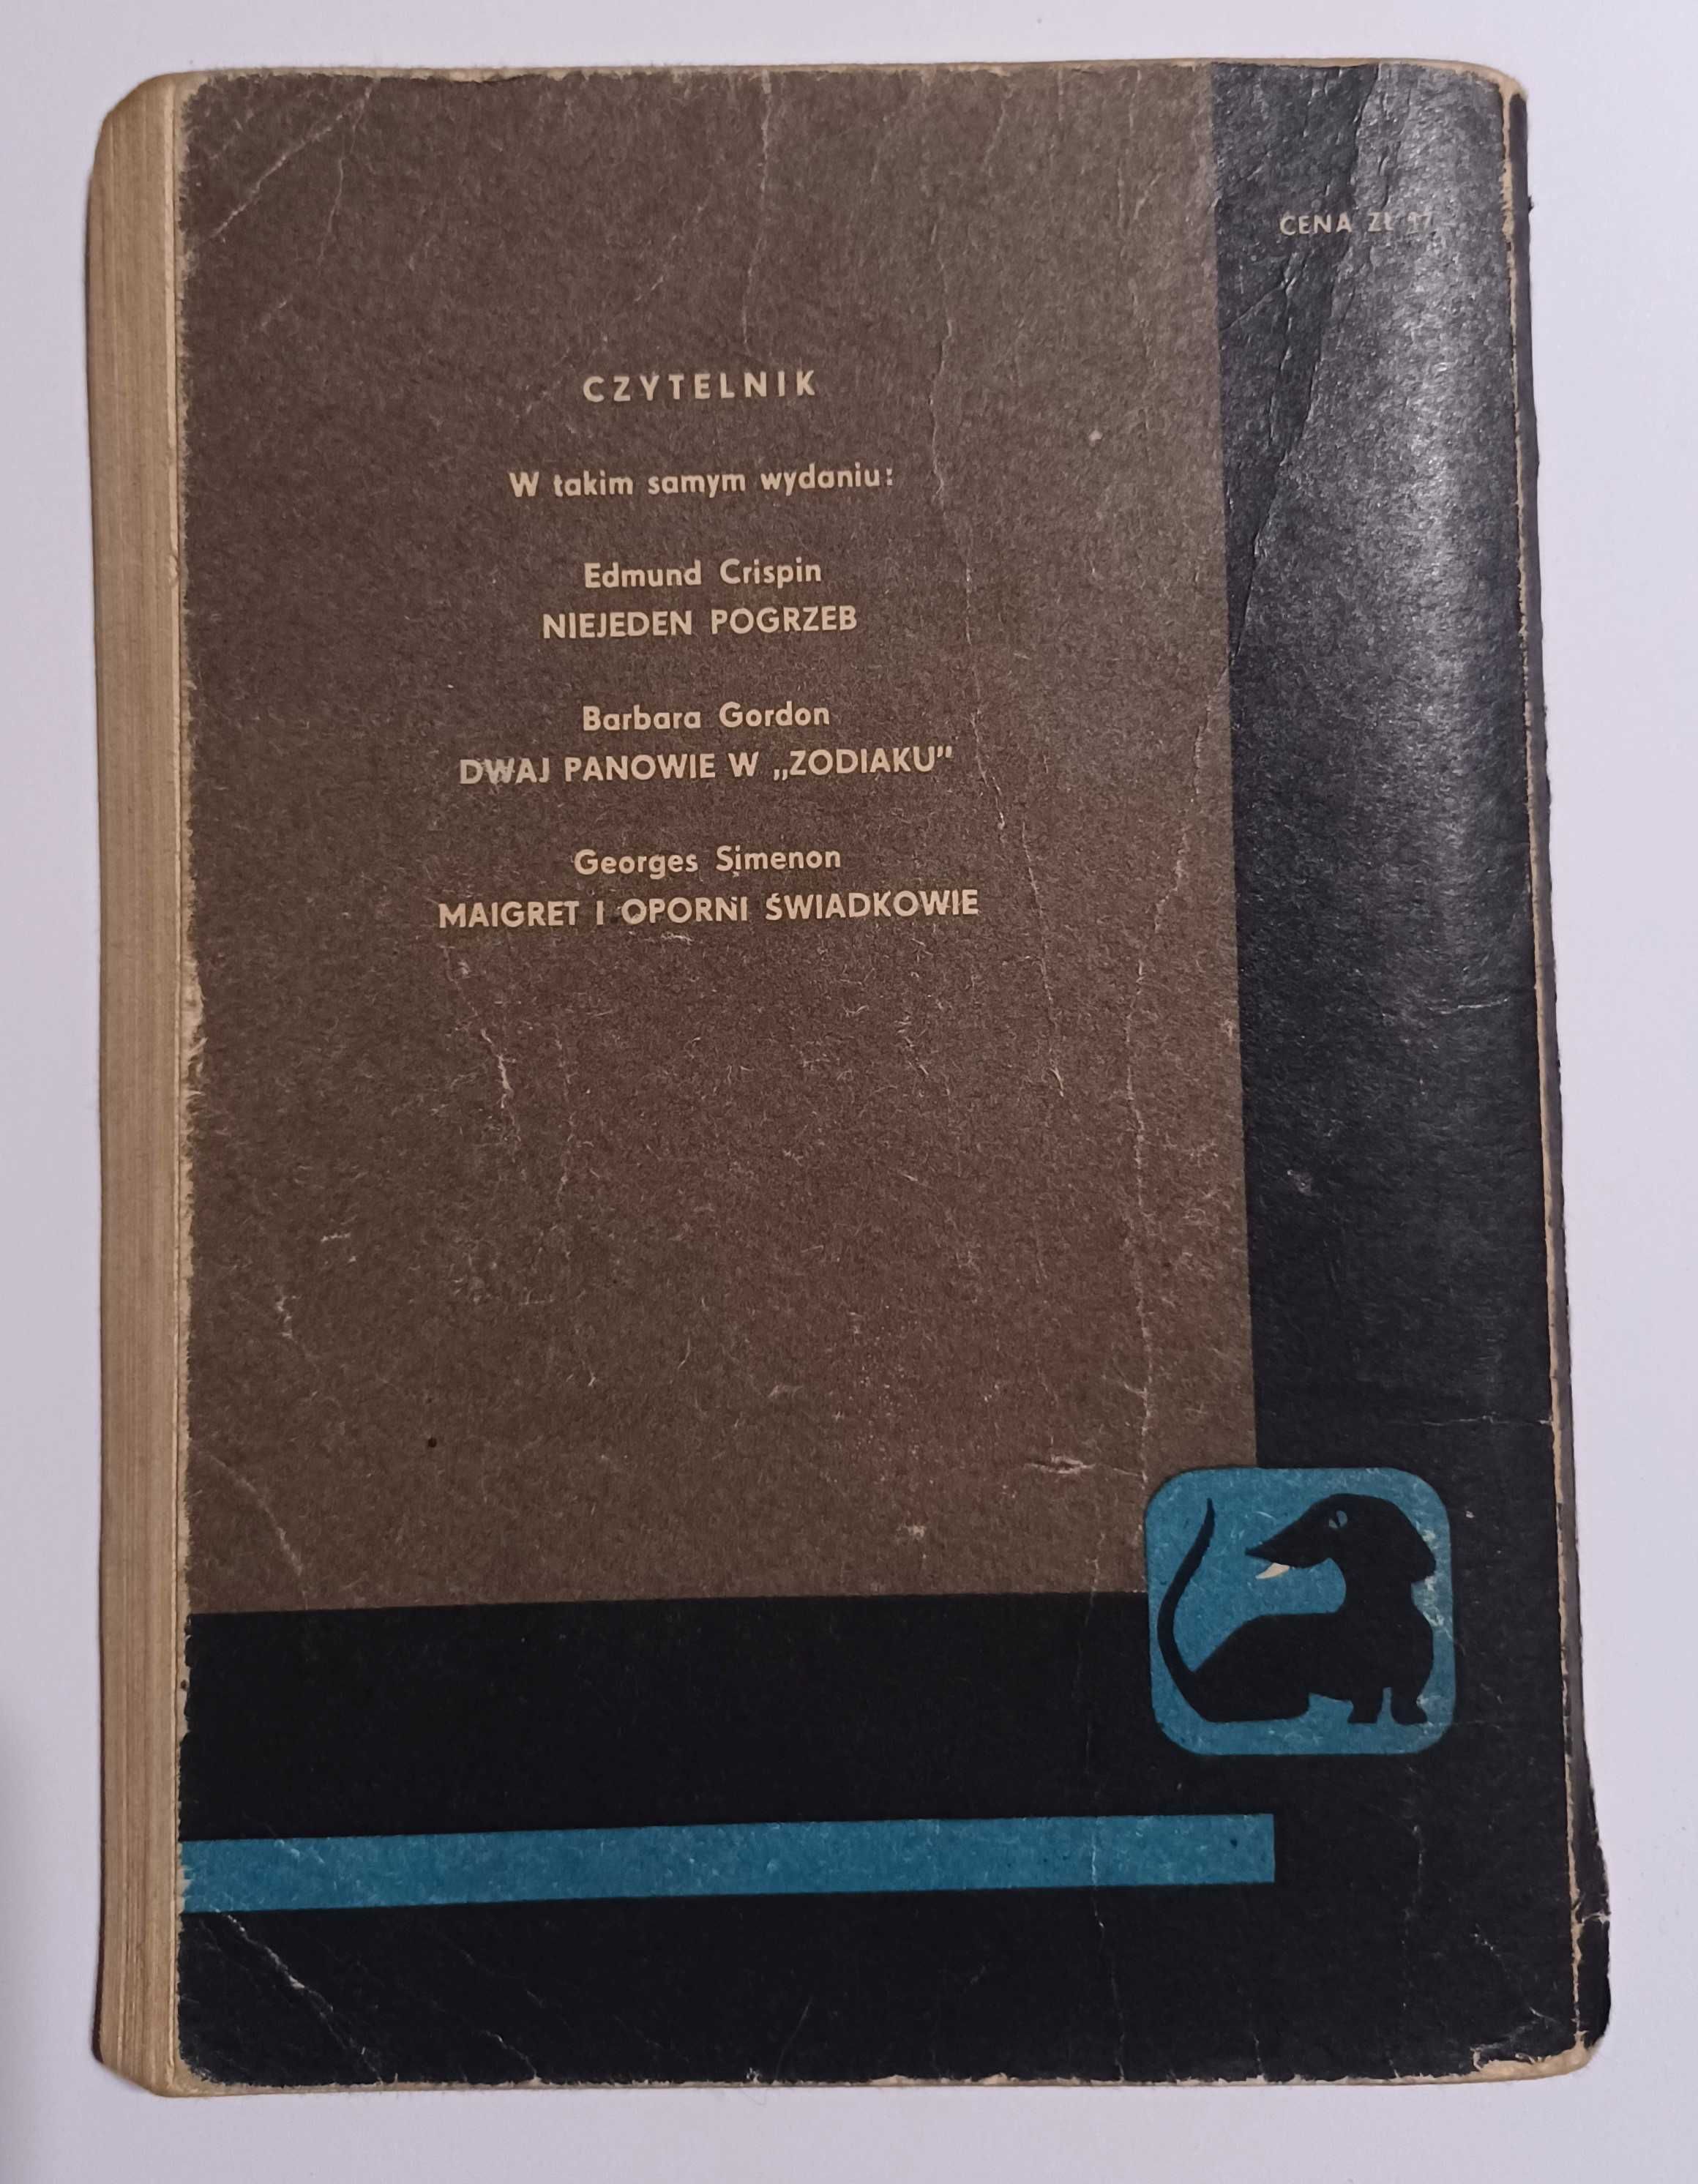 CENA ZŁ 17
CZYTELNIK
W takim samym wydaniu:
Edmund Crispin
NIEJEDEN POGRZEB
Barbara Gordon
DWAJ PANOWIE W „ZODIAKU”
Georges Simenon
MAIGRET I OPORNI ŚWIADKOWIE